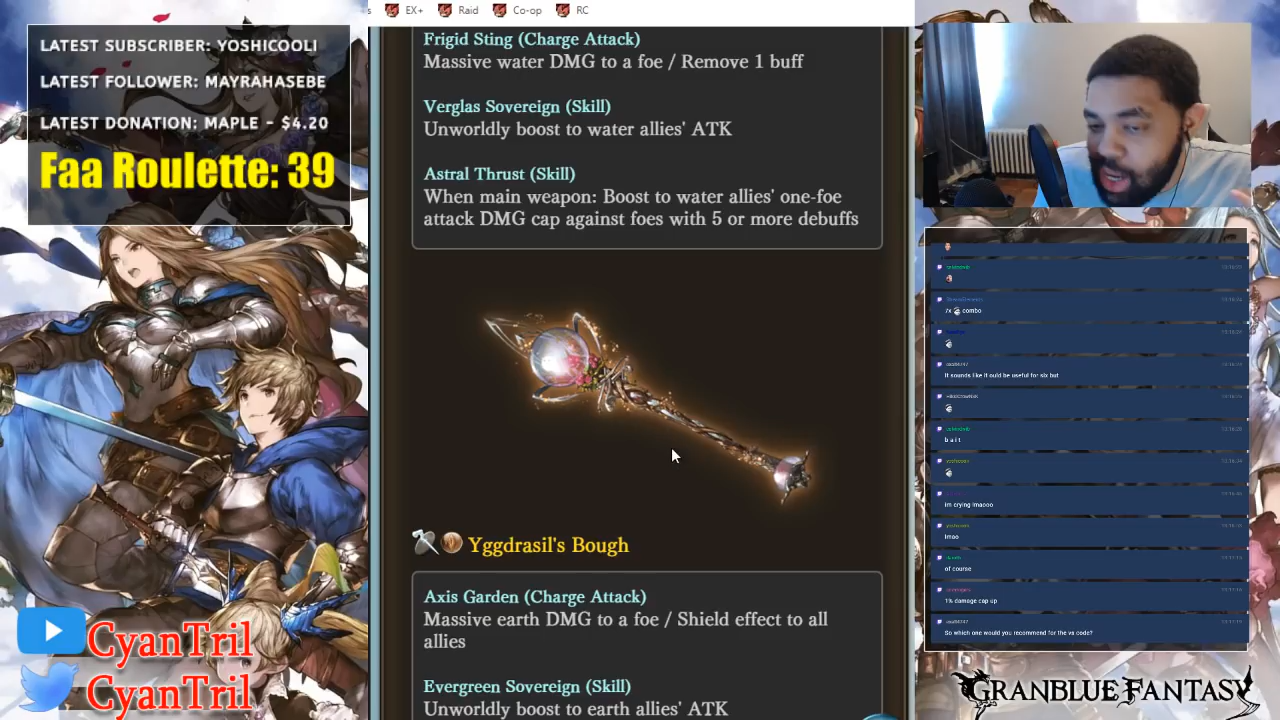 LATEST SUBSCRIBER: YOSHICOOLI
LATEST FOLLOWER: MAYRAHASEBE
LATEST DONATION: MAPLE - $4.20
Faa Roulette: 39
EX+ Raid Co-op RC
Frigid Sting (Charge Attack)
Massive water DMG to a foe / Remove 1 buff
Verglas Sovereign (Skill)
Unworldly boost to water allies' ATK
Astral Thrust (Skill)
When main weapon: Boost to water allies' one-foe
attack DMG cap against foes with 5 or more debuffs
Yggdrasil's Bough
Axis Garden (Charge Attack)
Massive earth DMG to a foe / Shield effect to all
allies
Evergreen Sovereign (Skill)
Unworldly boost to earth allies' ATK
7x combo
It sounds like it ould be useful for six but
b a i t
im crying lmaooo
lmao
of course
1% damage cap up
So which one would you recommend for the vs code?
CyanTril
CyanTril
GRANBLUE FANTASY